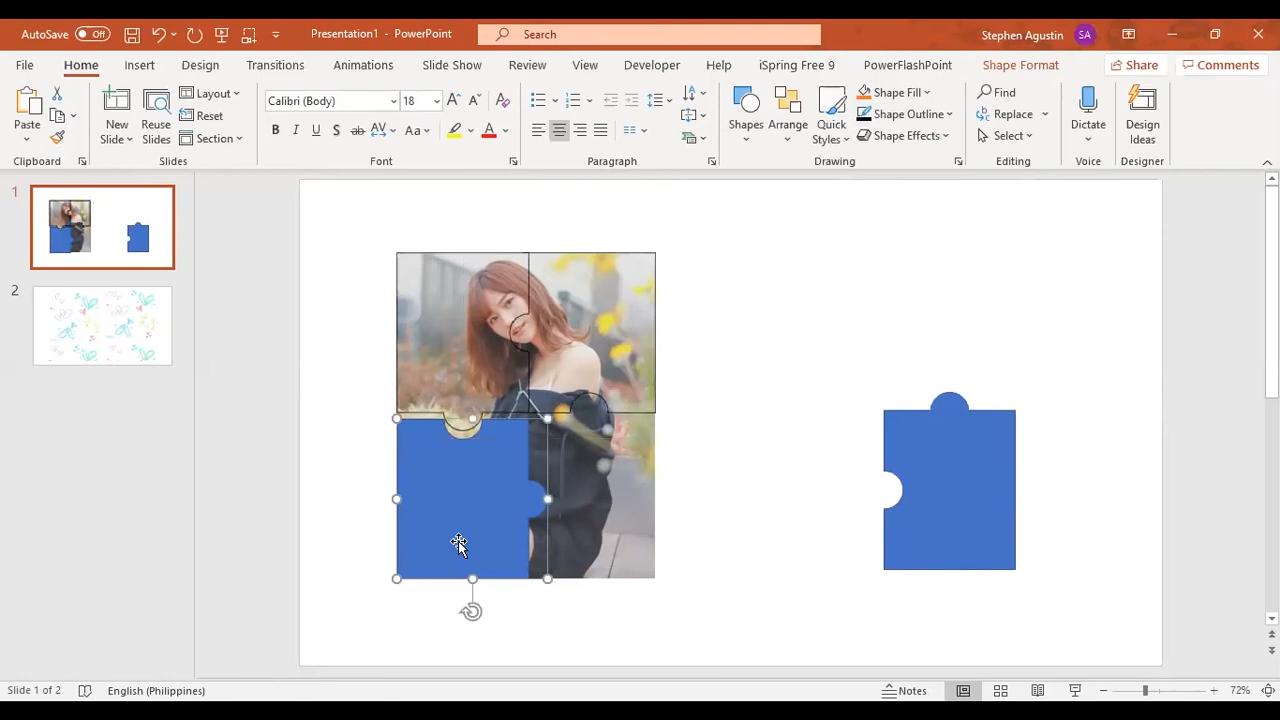 AutoSave Off Presentation1 - PowerPoint Search Stephen Agustin SA
File Home Insert Design Transitions Animations Slide Show Review View Developer Help iSpring Free 9 PowerFlashPoint Shape Format Share Comments
Paste
Clipboard
New Slide
Reuse Slides
Layout
Reset
Section
Slides
Calibri (Body) 18
B I U S ab AV Aa A
Font
Paragraph
Shapes
Arrange
Quick Styles
Shape Fill
Shape Outline
Shape Effects
Drawing
Find
Replace
Select
Editing
Dictate
Voice
Design Ideas
Designer
1
2
Slide 1 of 2 English (Philippines) Notes 72%